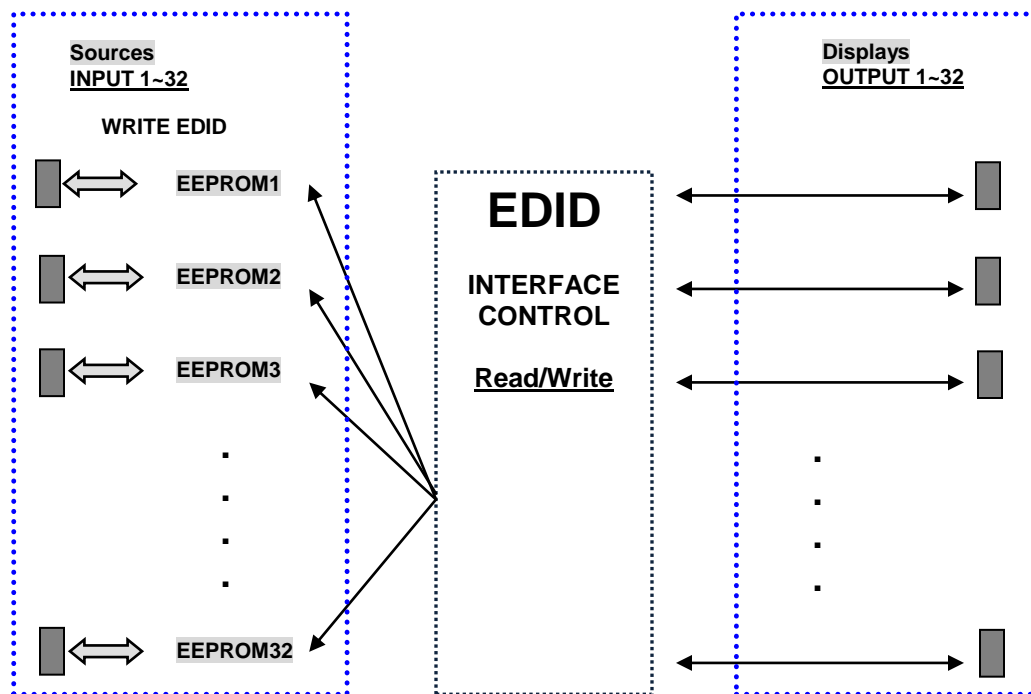 Sources
INPUT 1~32
WRITE EDID
EEPROM1
EEPROM2
EEPROM3
.
.
.
.
EEPROM32
EDID
INTERFACE
CONTROL
Read/Write
Displays
OUTPUT 1~32
.
.
.
.